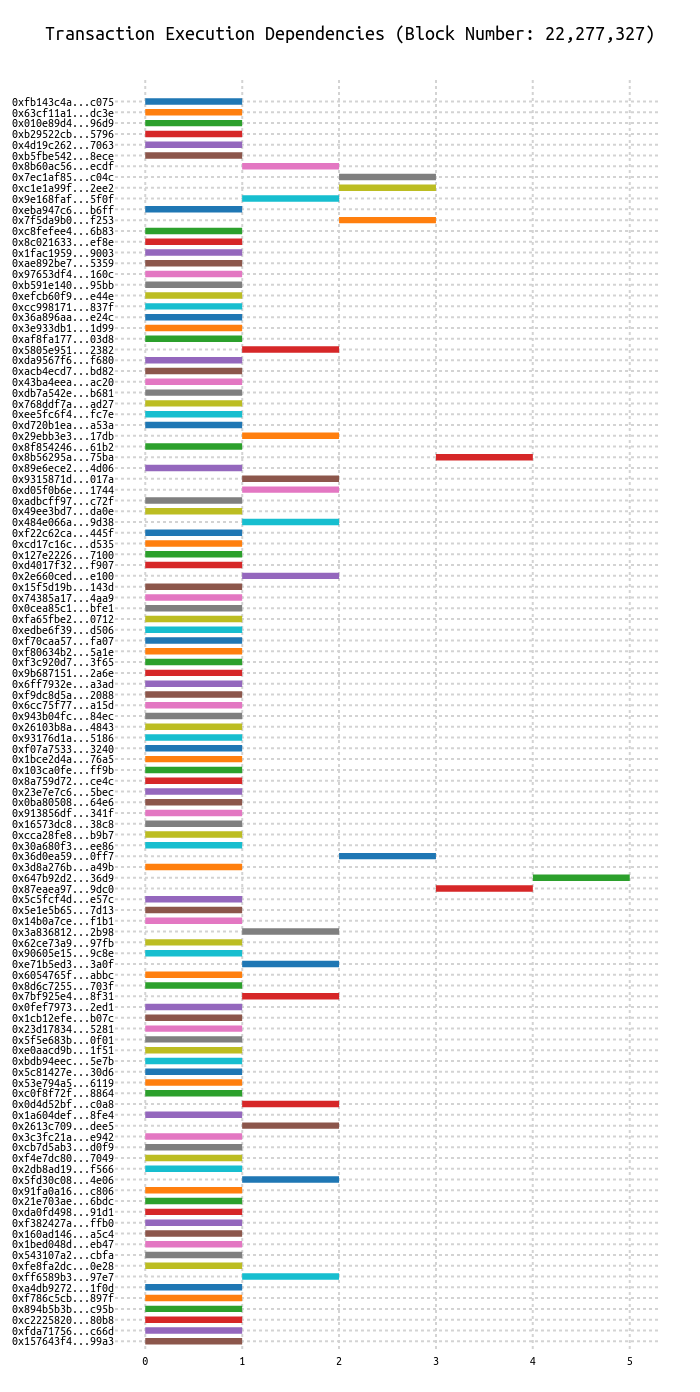 Transaction Execution Dependencies (Block Number: 22,277,327)
0xfb143c4a...c075
0x63cf11a1...dc3e
0x010e89d4...96d9
0xb29522cb...5796
0x4d19c262...7063
0xb5fbe542...8ece
0x8b60ac56...ecdf
0x7ec1af85...c04c
0xc1e1a99f...2ee2
0x9e168faf...5f0f
0xeba947c6...b6ff
0x7f5da9b0...f253
0xc8fefee4...6b83
0x8c021633...ef8e
0x1fac1959...9003
0xae892be7...5359
0x97653df4...160c
0xb591e140...95bb
0xefcb60f9...e44e
0xcc998171...837f
0x36a896aa...e24c
0x3e933db1...1d99
0xaf8fa177...03d8
0x5805e951...2382
0xda9567f6...f680
0xacb4ecd7...bd82
0x43ba4eea...ac20
0xdb7a542e...b681
0x768ddf7a...ad27
0xee5fc6f4...fc7e
0xd720b1ea...a53a
0x29ebb3e3...17db
0x8f854246...61b2
0x8b56295a...75ba
0x89e6ece2...4d06
0x9315871d...017a
0xd05f0b6e...1744
0xadbcff97...c72f
0x49ee3bd7...da0e
0x484e066a...9d38
0xf22c62ca...445f
0xcd17c16c...d535
0x127e2226...7100
0xd4017f32...f907
0x2e660ced...e100
0x15f5d19b...143d
0x74385a17...4aa9
0x0cea85c1...bfe1
0xfa65fbe2...0712
0xedbe6f39...d506
0xf70caa57...fa07
0xf80634b2...5a1e
0xf3c920d7...3f65
0x9b687151...2a6e
0x6ff7932e...a3ad
0xf9dc8d5a...2088
0x6cc75f77...a15d
0x943b04fc...84ec
0x26103b8a...4843
0x93176d1a...5186
0xf07a7533...3240
0x1bce2d4a...76a5
0x103ca0fe...ff9b
0x8a759d72...ce4c
0x23e7e7c6...5bec
0x0ba80508...64e6
0x913856df...341f
0x16573dc8...38c8
0xcca28fe8...b9b7
0x30a680f3...ee86
0x36d0ea59...0ff7
0x3d8a276b...a49b
0x647b92d2...36d9
0x87eaea97...9dc0
0x5c5fcf4d...e57c
0x5e1e5b65...7d13
0x14b0a7ce...f1b1
0x3a836812...2b98
0x62ce73a9...97fb
0x90605e15...9c8e
0xe71b5ed3...3a0f
0x6054765f...abbc
0x8d6c7255...703f
0x7bf925e4...8f31
0x0fef7973...2ed1
0x1cb12efe...b07c
0x23d17834...5281
0x5f5e683b...0f01
0xe0aacd9b...1f51
0xbdb94eec...5e7b
0x5c81427e...30d6
0x53e794a5...6119
0xc0f8f72f...8864
0x0d4d52bf...c0a8
0x1a604def...8fe4
0x2613c709...dee5
0x3c3fc21a...e942
0xcb7d5ab3...d0f9
0xf4e7dc80...7049
0x2db8ad19...f566
0x5fd30c08...4e06
0x91fa0a16...c806
0x21e703ae...6bdc
0xda0fd498...91d1
0xf382427a...ffb0
0x160ad146...a5c4
0x1bed048d...eb47
0x543107a2...cbfa
0xfe8fa2dc...0e28
0xff6589b3...97e7
0xa4db9272...1f0d
0xf786c5cb...897f
0x894b5b3b...c95b
0xc2225820...80b8
0xfda71756...c66d
0x157643f4...99a3
0 1 2 3 4 5